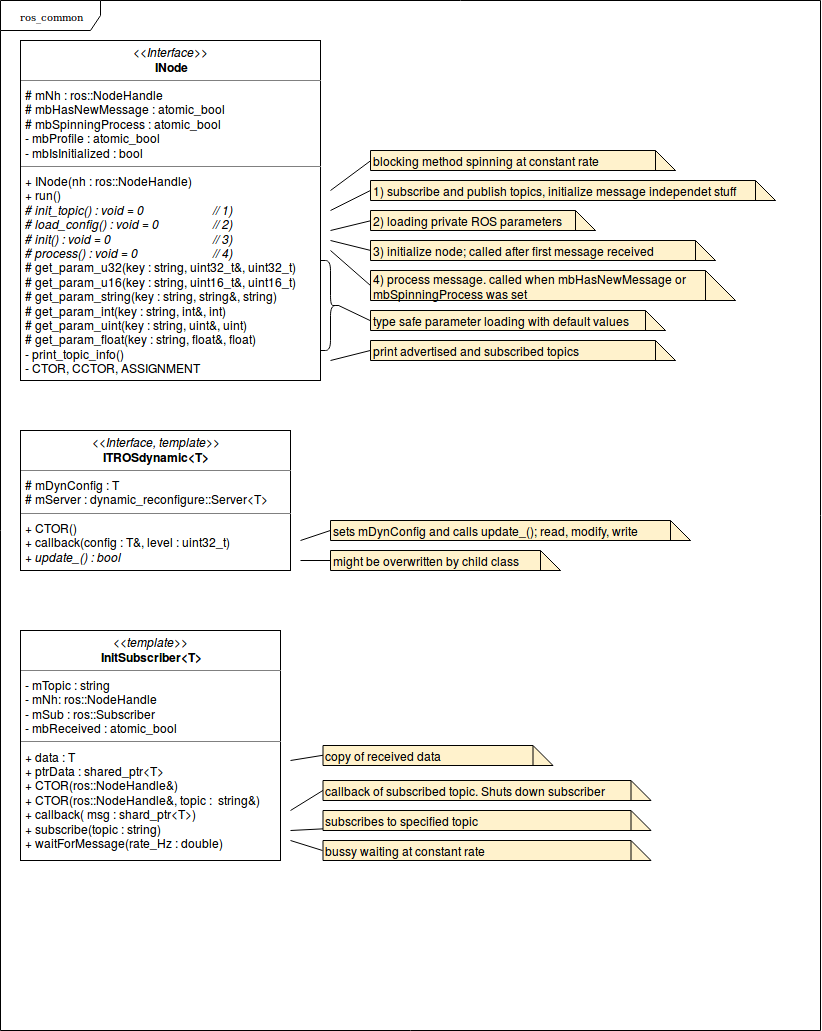 ros_common
<<Interface>>
INode
# mNh : ros::NodeHandle
# mbHasNewMessage : atomic_bool
# mbSpinningProcess : atomic_bool
- mbProfile : atomic_bool
- mbIsInitialized : bool
+ INode(nh : ros::NodeHandle)
+ run()
# init_topic() : void = 0 // 1)
# load_config() : void = 0 // 2)
# init() : void = 0 // 3)
# process() : void = 0 // 4)
# get_param_u32(key : string, uint32_t&, uint32_t)
# get_param_u16(key : string, uint16_t&, uint16_t)
# get_param_string(key : string, string&, string)
# get_param_int(key : string, int&, int)
# get_param_uint(key : string, uint&, uint)
# get_param_float(key : string, float&, float)
- print_topic_info()
- CTOR, CCTOR, ASSIGNMENT
blocking method spinning at constant rate
1) subscribe and publish topics, initialize message independet stuff
2) loading private ROS parameters
3) initialize node; called after first message received
4) process message. called when mbHasNewMessage or
mbSpinningProcess was set
type safe parameter loading with default values
print advertised and subscribed topics
<<Interface, template>>
ITROSdynamic<T>
# mDynConfig : T
# mServer : dynamic_reconfigure::Server<T>
+ CTOR()
+ callback(config : T&, level : uint32_t)
+ update_() : bool
sets mDynConfig and calls update_(); read, modify, write
might be overwritten by child class
<<template>>
InitSubscriber<T>
- mTopic : string
- mNh: ros::NodeHandle
- mSub : ros::Subscriber
- mbReceived : atomic_bool
+ data : T
+ ptrData : shared_ptr<T>
+ CTOR(ros::NodeHandle&)
+ CTOR(ros::NodeHandle&, topic :  string&)
+ callback( msg : shard_ptr<T>)
+ subscribe(topic : string)
+ waitForMessage(rate_Hz : double)
copy of received data
callback of subscribed topic. Shuts down subscriber
subscribes to specified topic
bussy waiting at constant rate